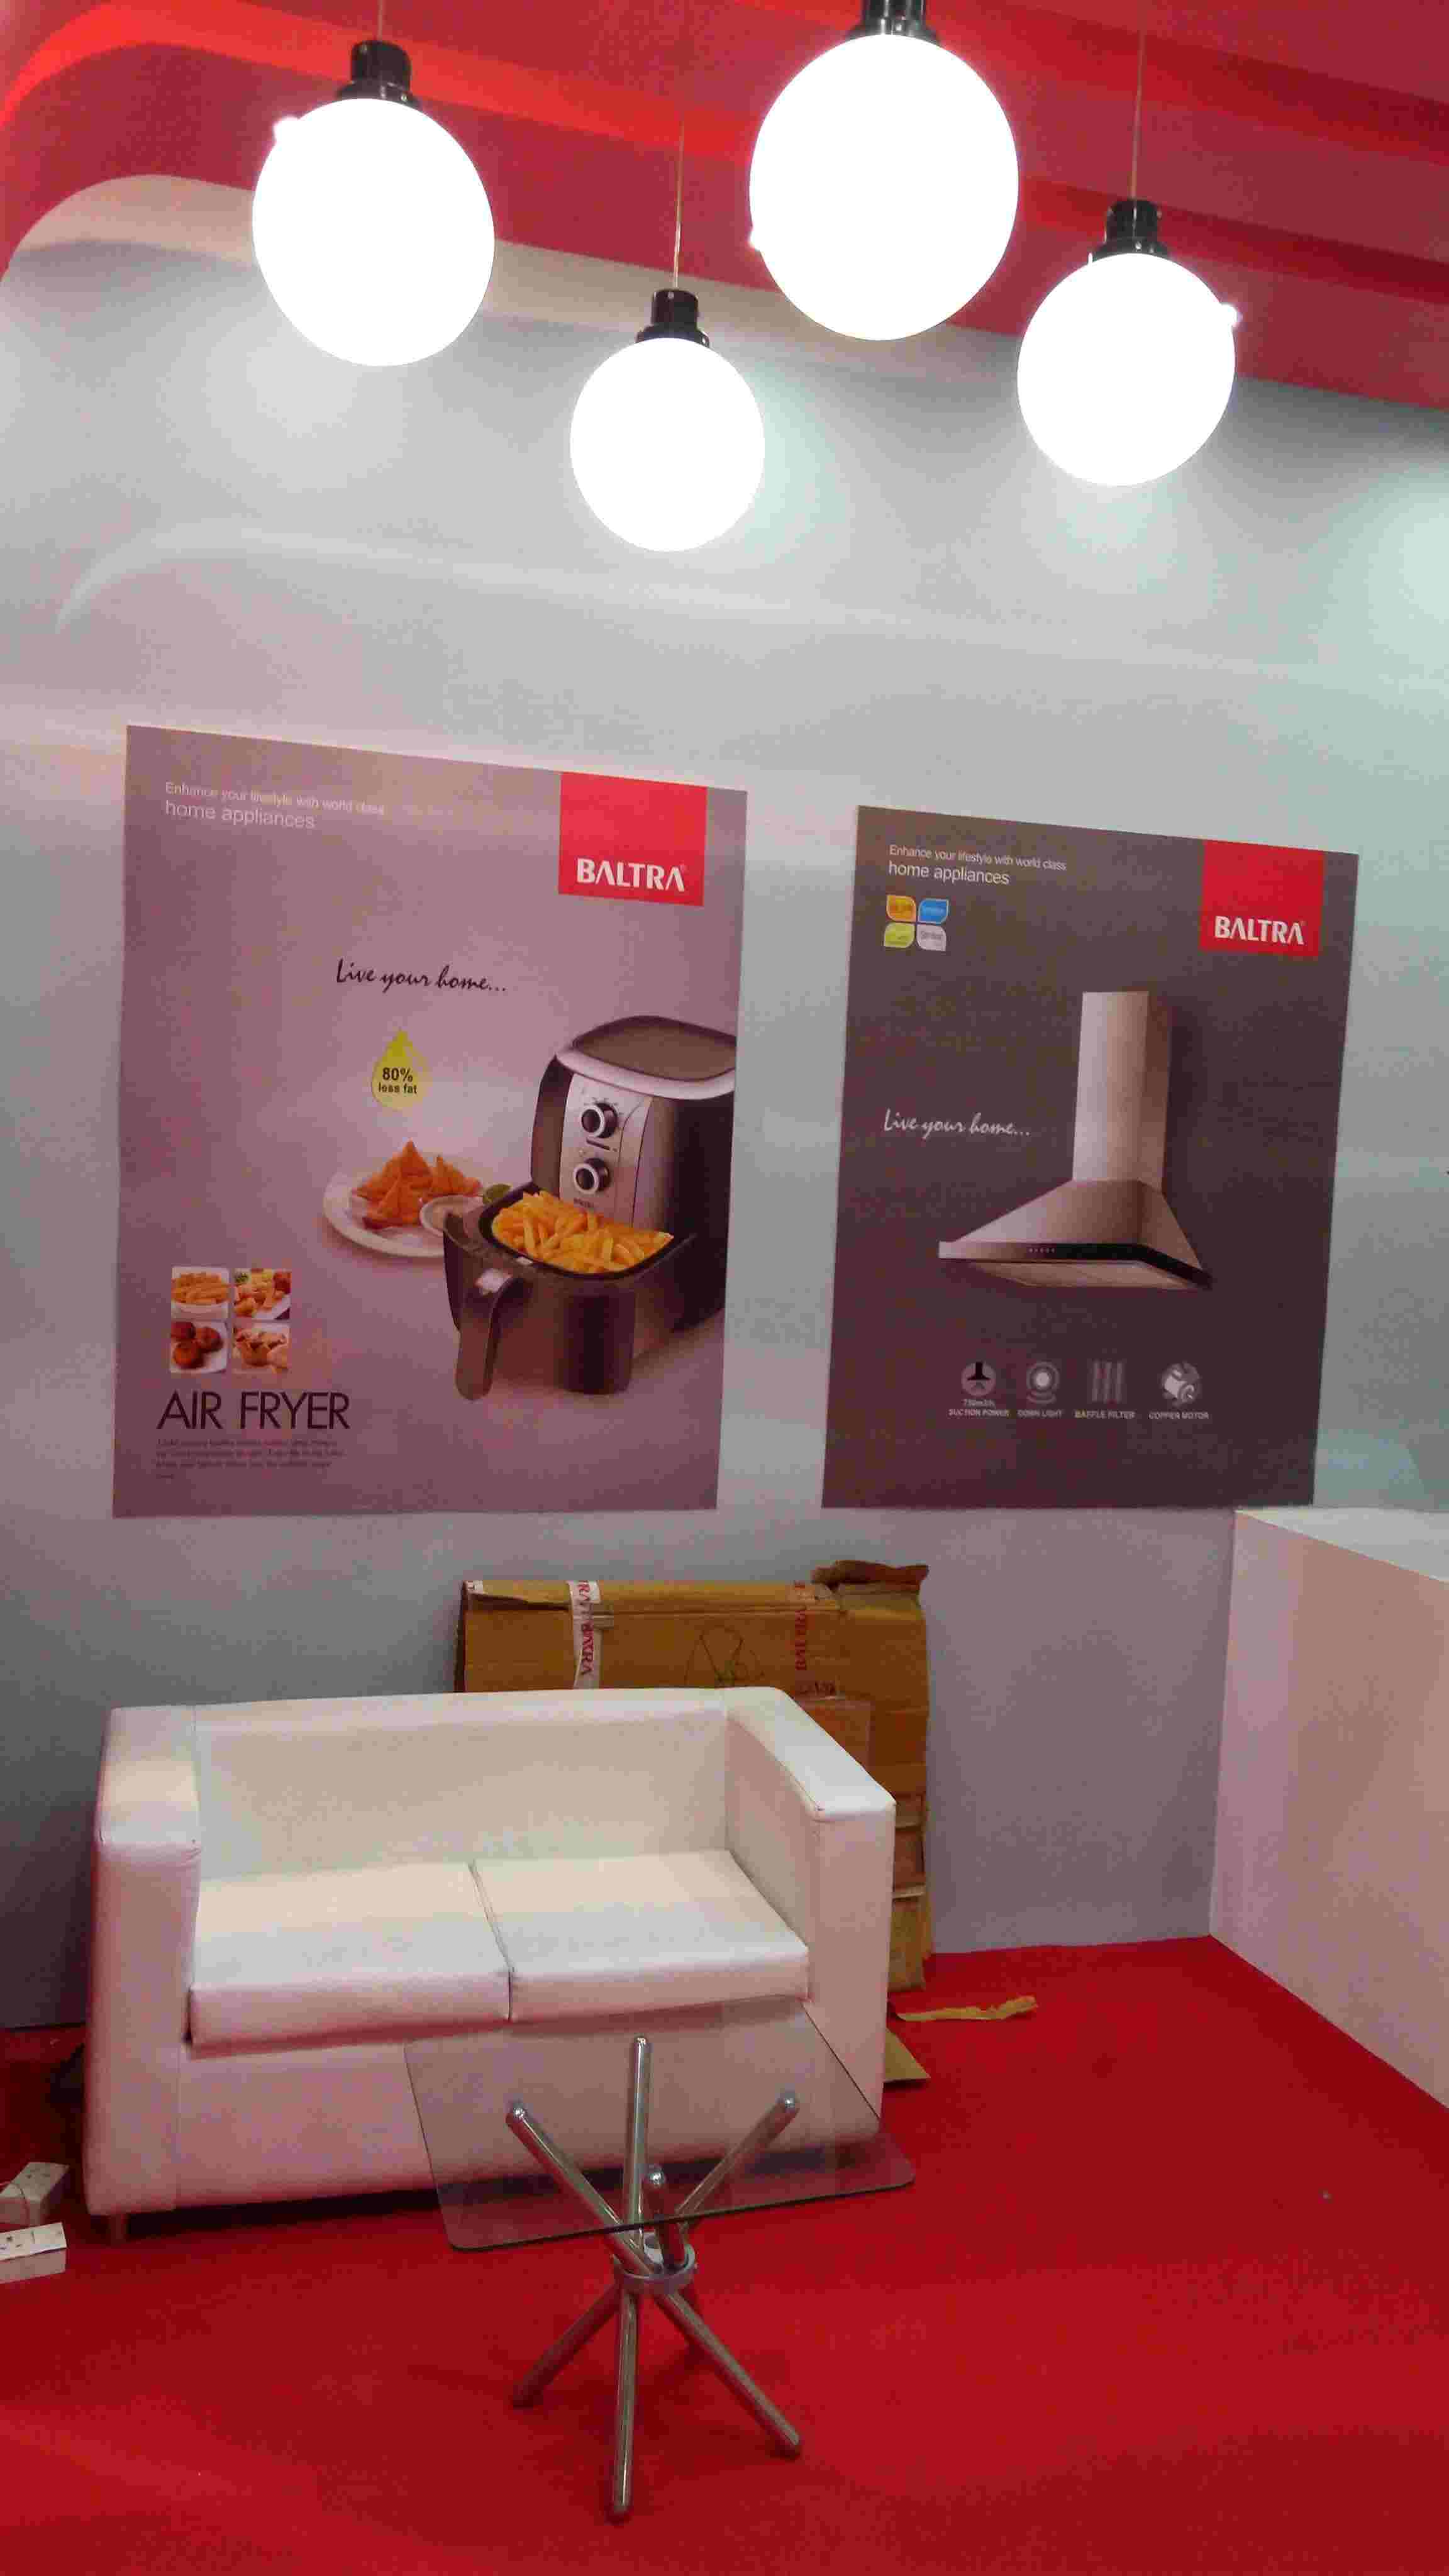 Enhance your lifestyle with world class
home appliances
BALTRA
Live your home...
80%
less fat
AIR FRYER
Enhance your lifestyle with world class
home appliances
BALTRA
Live your home...
SUCTION POWER
DOWN LIGHT
BAFFLE FILTER
COPPER MOTOR
BALTRA
BALTRA